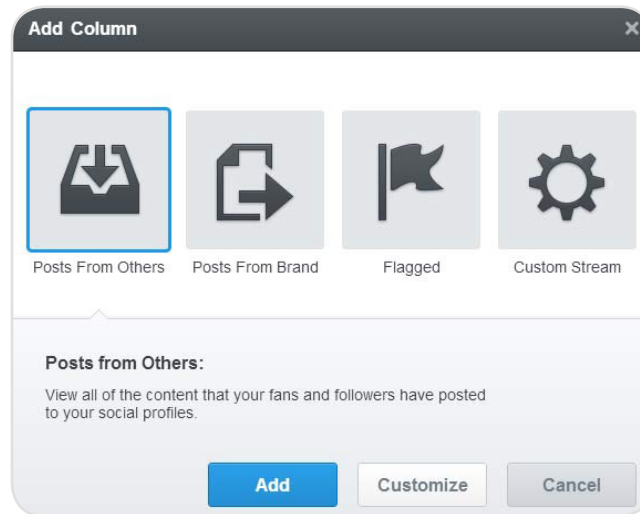 Add Column
Posts From Others
Posts From Brand
Flagged
Custom Stream
Posts from Others:
View all of the content that your fans and followers have posted
to your social profiles.
Add
Customize
Cancel